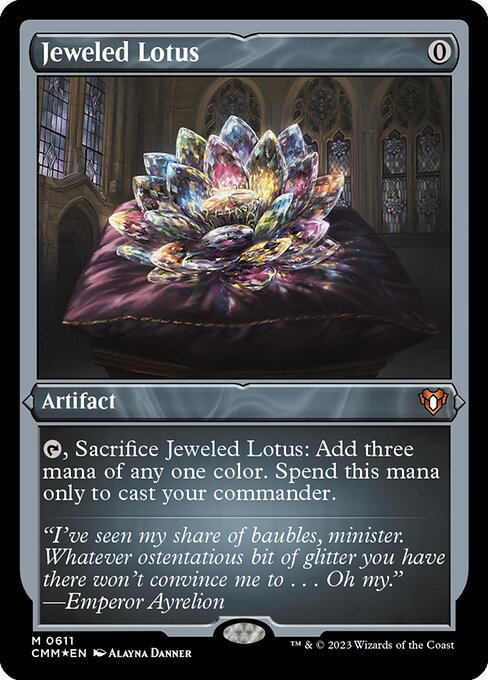 Jeweled Lotus 0
Artifact
, Sacrifice Jeweled Lotus: Add three
mana of any one color. Spend this mana
only to cast your commander.
“I’ve seen my share of baubles, minister.
Whatever ostentatious bit of glitter you have
there won’t convince me to . . . Oh my.”
—Emperor Ayrelion
M 0611
CMM★EN Alayna Danner
™ & © 2023 Wizards of the Coast